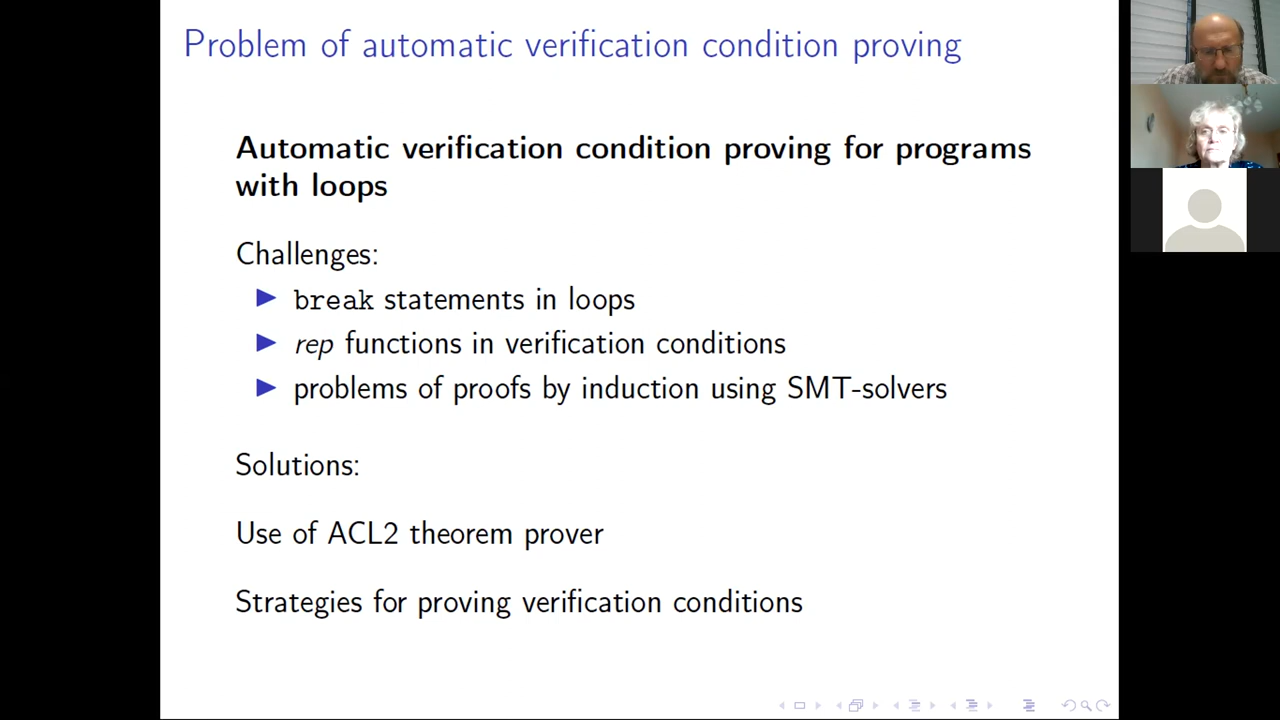 Problem of automatic verification condition proving
Automatic verification condition proving for programs
with loops
Challenges:
break statements in loops
rep functions in verification conditions
problems of proofs by induction using SMT-solvers
Solutions:
Use of ACL2 theorem prover
Strategies for proving verification conditions